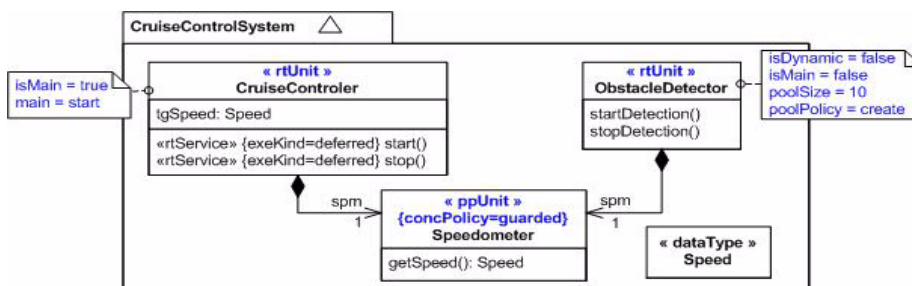 CruiseControlSystem
isMain = true
main = start
« rtUnit »
CruiseControler
tgSpeed: Speed
«rtService» {exeKind=deferred} start()
«rtService» {exeKind=deferred} stop()
« rtUnit »
ObstacleDetector
startDetection()
stopDetection()
isDynamic = false
isMain = false
poolSize = 10
poolPolicy = create
spm
1
spm
1
« ppUnit »
{concPolicy=guarded}
Speedometer
getSpeed(): Speed
« dataType »
Speed